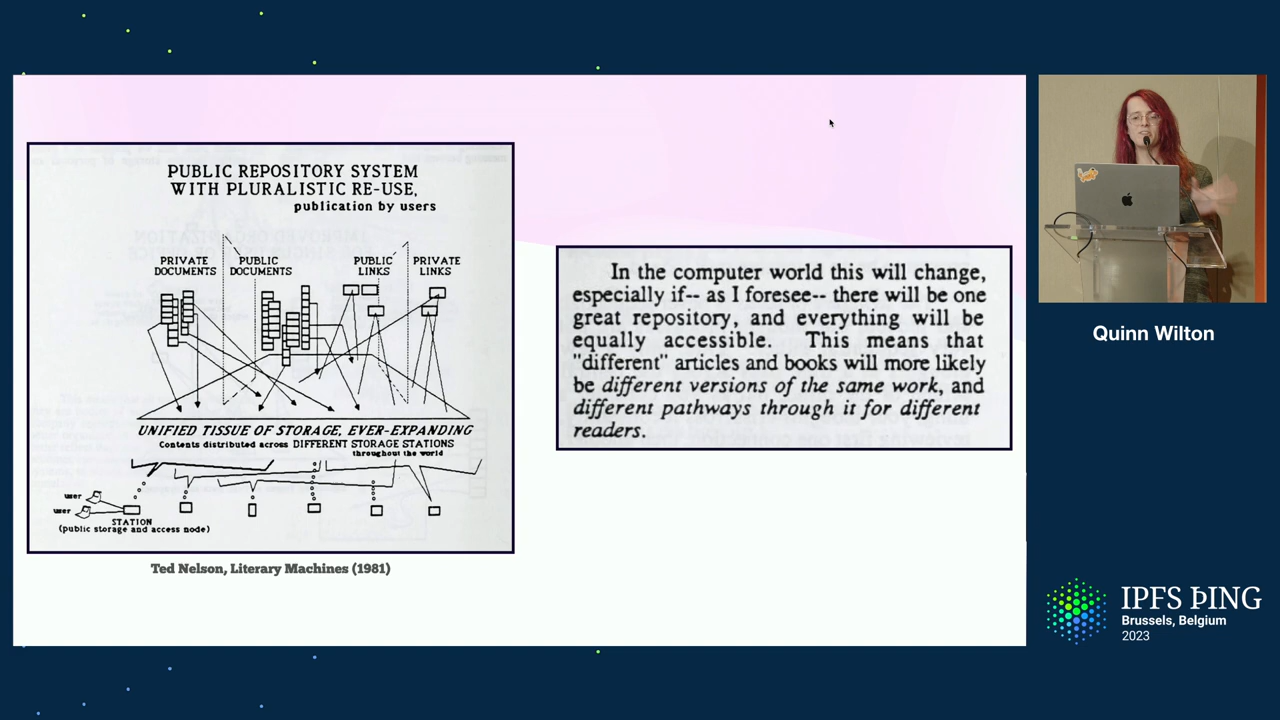 PUBLIC REPOSITORY SYSTEM
WITH PLURALISTIC RE-USE,
publication by users
PRIVATE
DOCUMENTS
PUBLIC
DOCUMENTS
PUBLIC
LINKS
PRIVATE
LINKS
UNIFIED TISSUE OF STORAGE, EVER-EXPANDING
Contents distributed across DIFFERENT STORAGE STATIONS
throughout the world
user
user
STATION
(public storage and access node)
Ted Nelson, Literary Machines (1981)
In the computer world this will change,
especially if-- as I foresee-- there will be one
great repository, and everything will be
equally accessible. This means that
"different" articles and books will more likely
be different versions of the same work, and
different pathways through it for different
readers.
Quinn Wilton
IPFS ÞING
Brussels, Belgium
2023